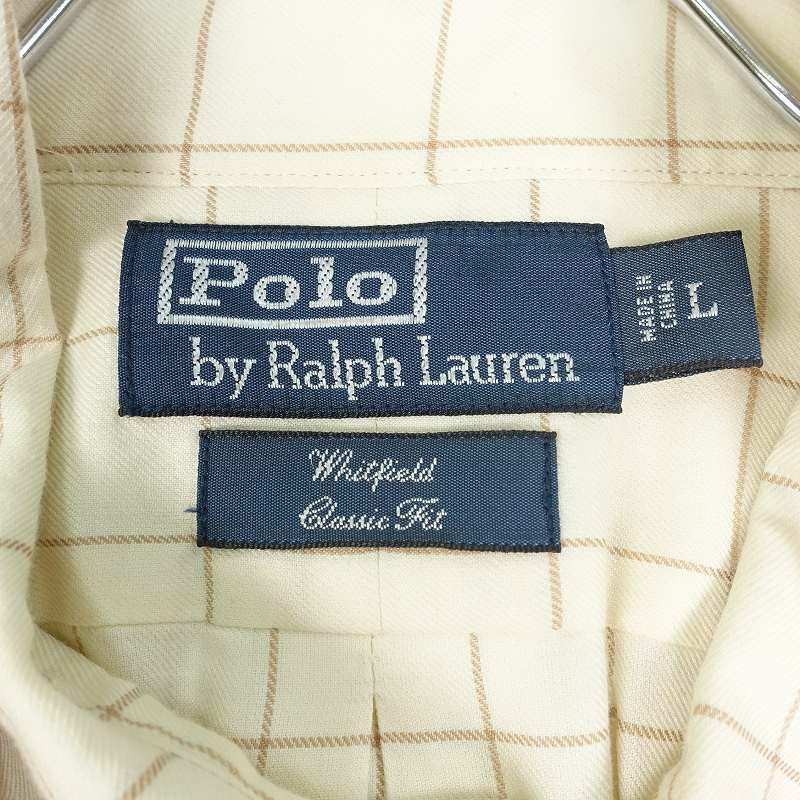 Polo
by Ralph Lauren
MADE IN
CHINA
L
Whitfield
Classic Fit